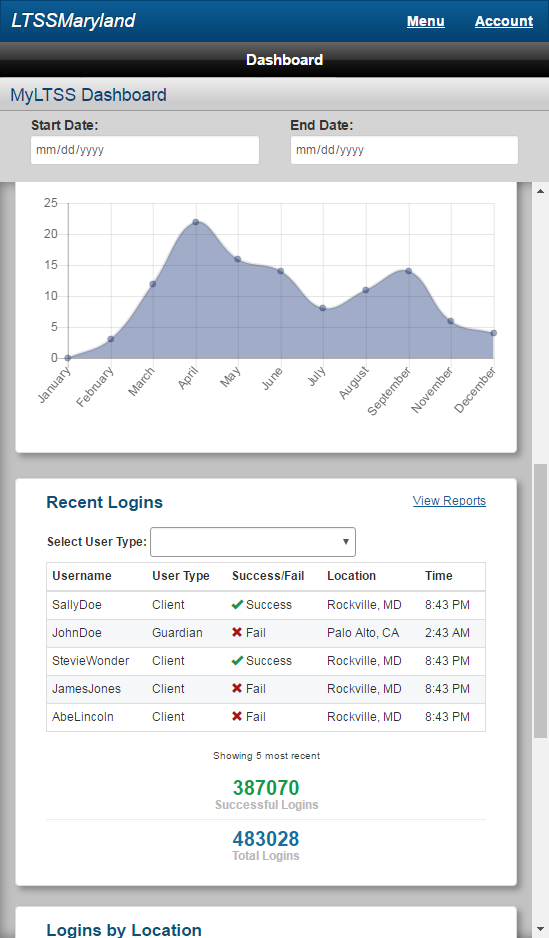 LTSSMaryland Menu Account
Dashboard
MyLTSS Dashboard
Start Date: End Date:
mm/dd/yyyy mm/dd/yyyy
25
20
15
10
5
0
January February March April May June July August September November December
Recent Logins View Reports
Select User Type:
Username User Type Success/Fail Location Time
SallyDoe Client Success Rockville, MD 8:43 PM
JohnDoe Guardian Fail Palo Alto, CA 2:43 AM
StevieWonder Client Success Rockville, MD 8:43 PM
JamesJones Client Fail Rockville, MD 8:43 PM
AbeLincoln Client Fail Rockville, MD 8:43 PM
Showing 5 most recent
387070
Successful Logins
483028
Total Logins
Logins by Location